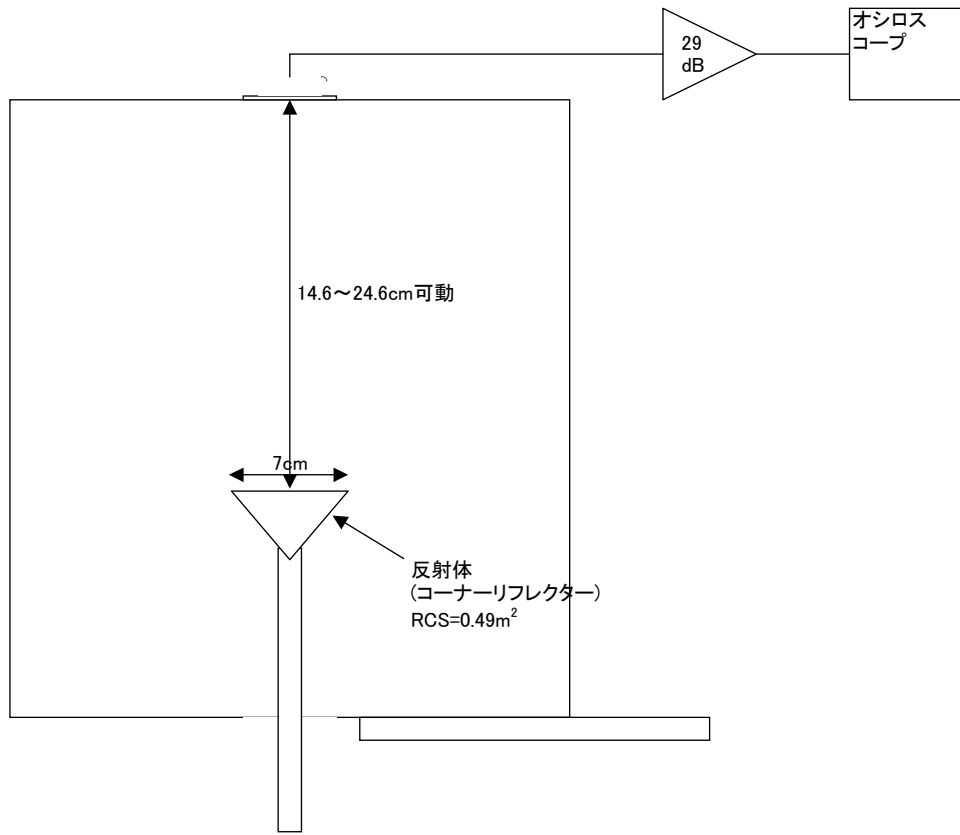 オシロス
コープ
29
dB
14.6～24.6cm可動
7cm
反射体
(コーナーリフレクター)
RCS=0.49m²